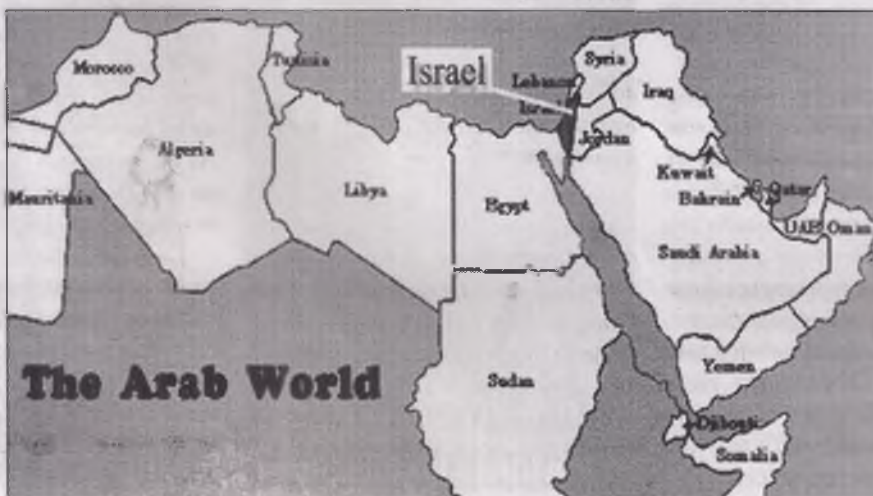 Morocco
Tunisia
Israel
Syria
Lebanon
Iraq
Israel
Jordan
Algeria
Kuwait
Mauritania
Libya
Egypt
Bahrain
Qatar
UAE
Oman
Saudi Arabia
The Arab World
Sudan
Yemen
Djibouti
Somalia